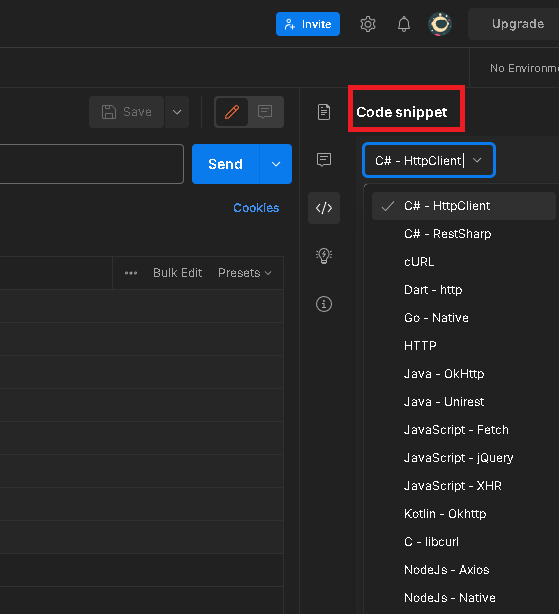 Invite
Upgrade
No Environm
Save
Code snippet
Send
C# - HttpClient
Cookies
C# - HttpClient
C# - RestSharp
cURL
Bulk Edit Presets
Dart - http
Go - Native
HTTP
Java - OkHttp
Java - Unirest
JavaScript - Fetch
JavaScript - jQuery
JavaScript - XHR
Kotlin - Okhttp
C - libcurl
NodeJs - Axios
NodeJs - Native